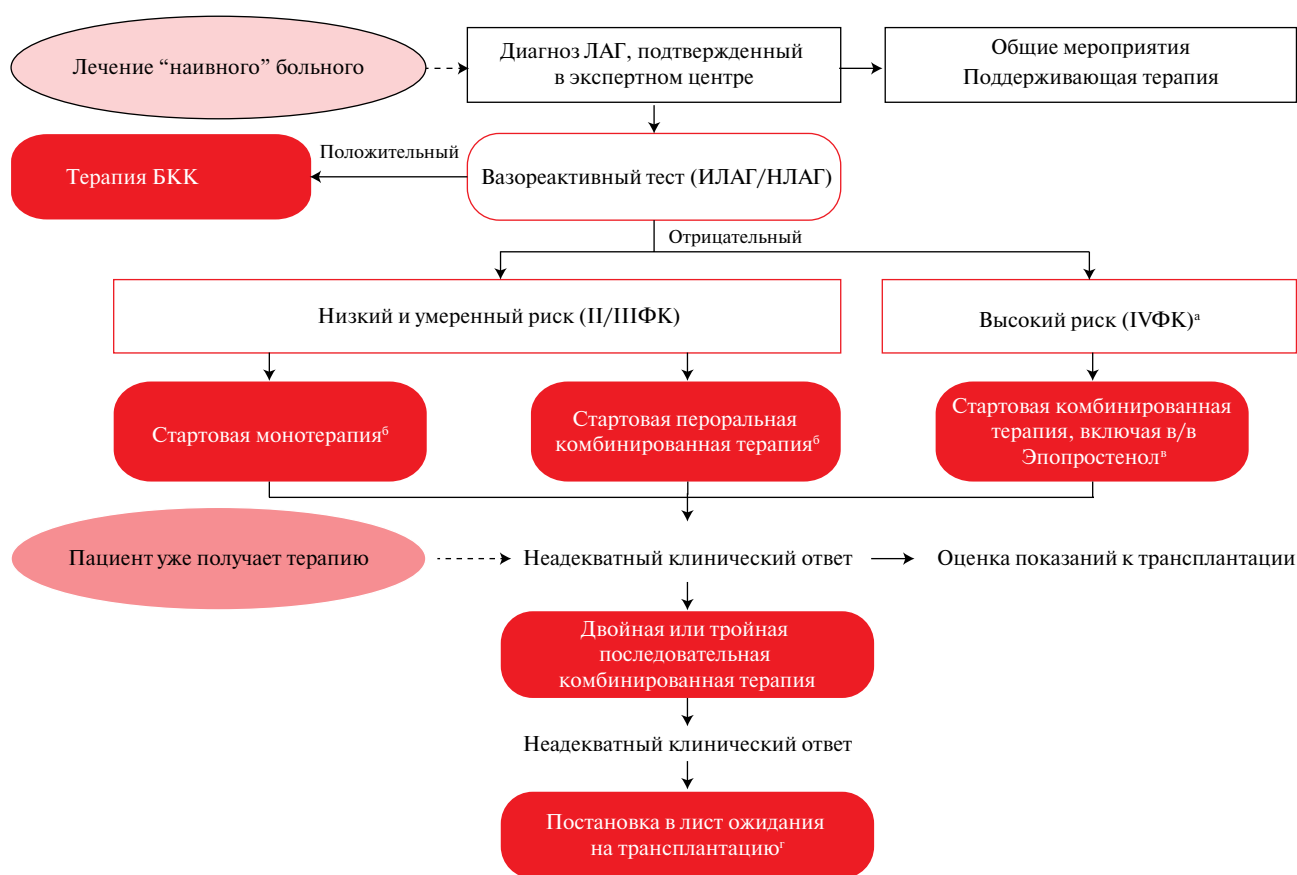 Лечение “наивного” больного
Диагноз ЛАГ, подтвержденный
в экспертном центре
Общие мероприятия
Поддерживающая терапия
Терапия БКК
Положительный
Вазореактивный тест (ИЛАГ/НЛАГ)
Отрицательный
Низкий и умеренный риск (II/IIIФК)
Высокий риск (IVФК)ᵃ
Стартовая монотерапияᵇ
Стартовая пероральная
комбинированная терапияᵇ
Стартовая комбинированная
терапия, включая в/в
Эпопростенолᵛ
Пациент уже получает терапию
Неадекватный клинический ответ
Оценка показаний к трансплантации
Двойная или тройная
последовательная
комбинированная терапия
Неадекватный клинический ответ
Постановка в лист ожидания
на трансплантациюᴦ